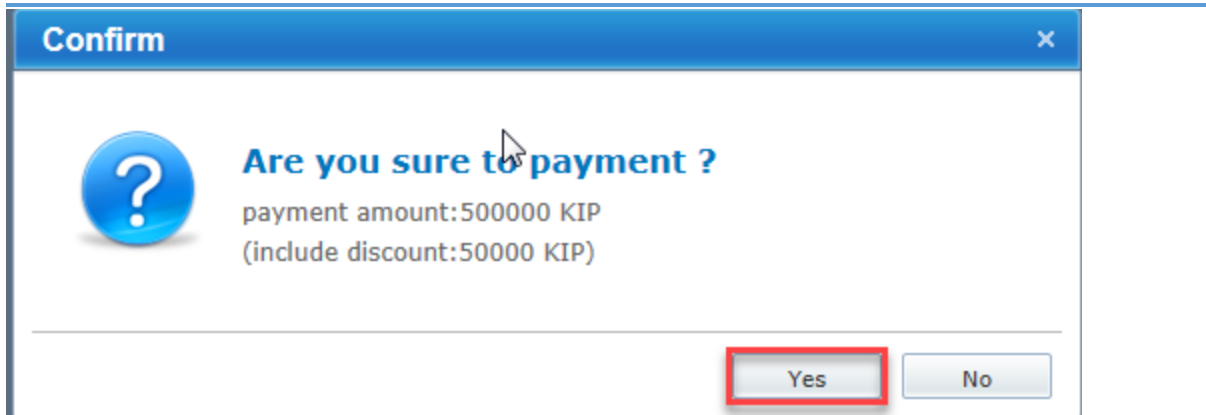 Confirm
Are you sure to payment ?
payment amount:500000 KIP
(include discount:50000 KIP)
Yes No